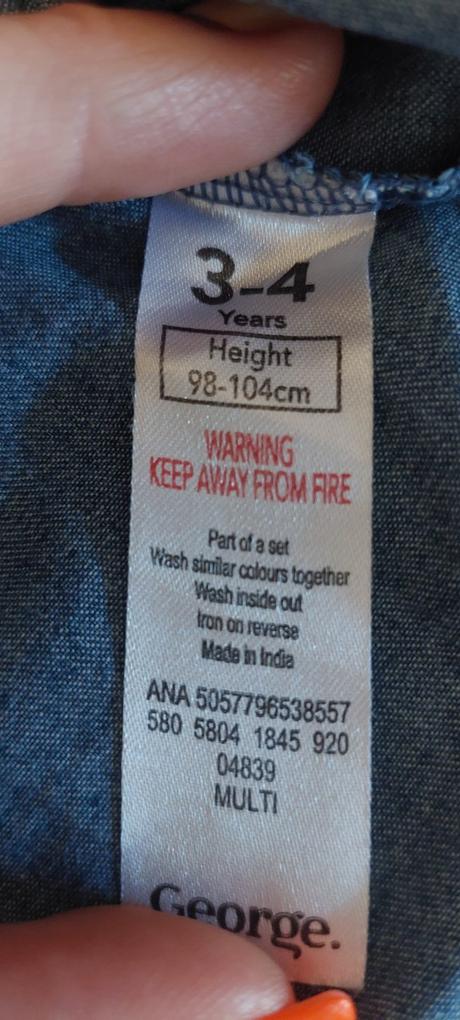 3-4
Years
Height
98-104cm
WARNING
KEEP AWAY FROM FIRE
Part of a set
Wash similar colours together
Wash inside out
Iron on reverse
Made in India
ANA 5057796538557
580 5804 1845 920
04839
MULTI
George.